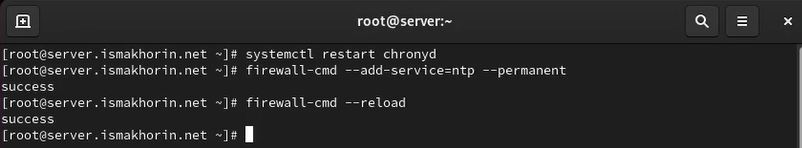 root@server:~
[root@server.ismakhorin.net ~]# systemctl restart chronyd
[root@server.ismakhorin.net ~]# firewall-cmd --add-service=ntp --permanent
success
[root@server.ismakhorin.net ~]# firewall-cmd --reload
success
[root@server.ismakhorin.net ~]#